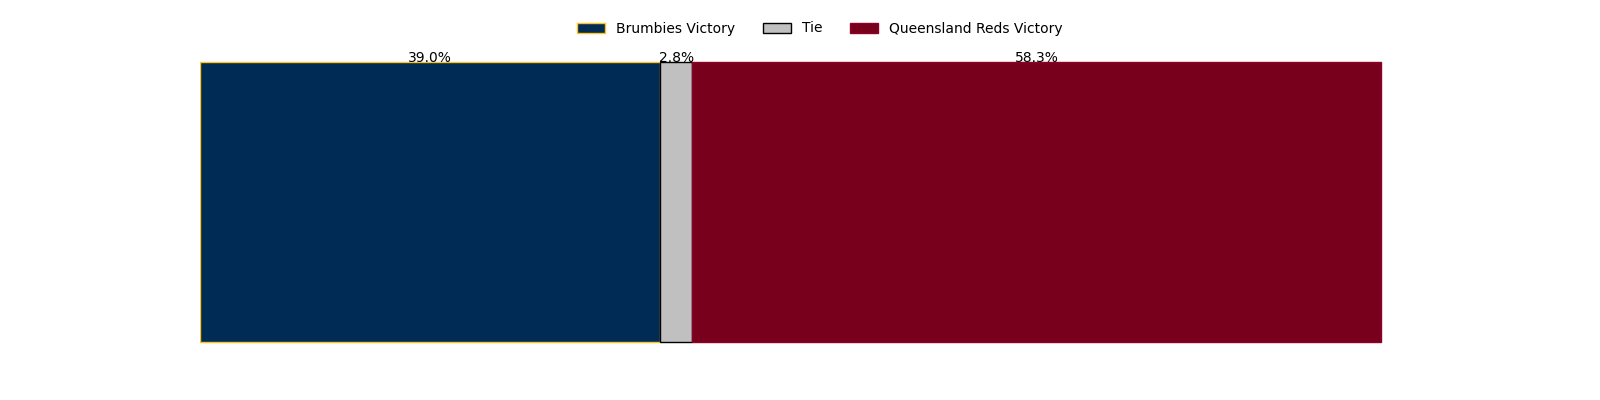 Brumbies Victory Tie Queensland Reds Victory
39.0% 2.8% 58.3%